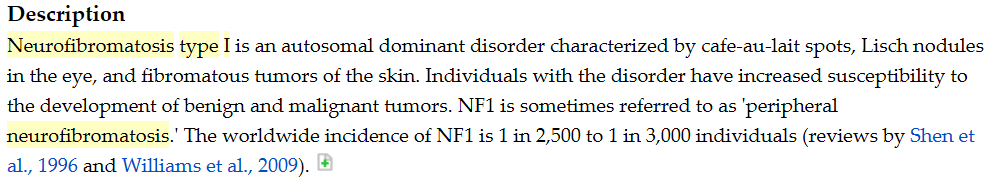 Description
Neurofibromatosis type I is an autosomal dominant disorder characterized by cafe-au-lait spots, Lisch nodules
in the eye, and fibromatous tumors of the skin. Individuals with the disorder have increased susceptibility to
the development of benign and malignant tumors. NF1 is sometimes referred to as 'peripheral
neurofibromatosis.' The worldwide incidence of NF1 is 1 in 2,500 to 1 in 3,000 individuals (reviews by Shen et
al., 1996 and Williams et al., 2009).